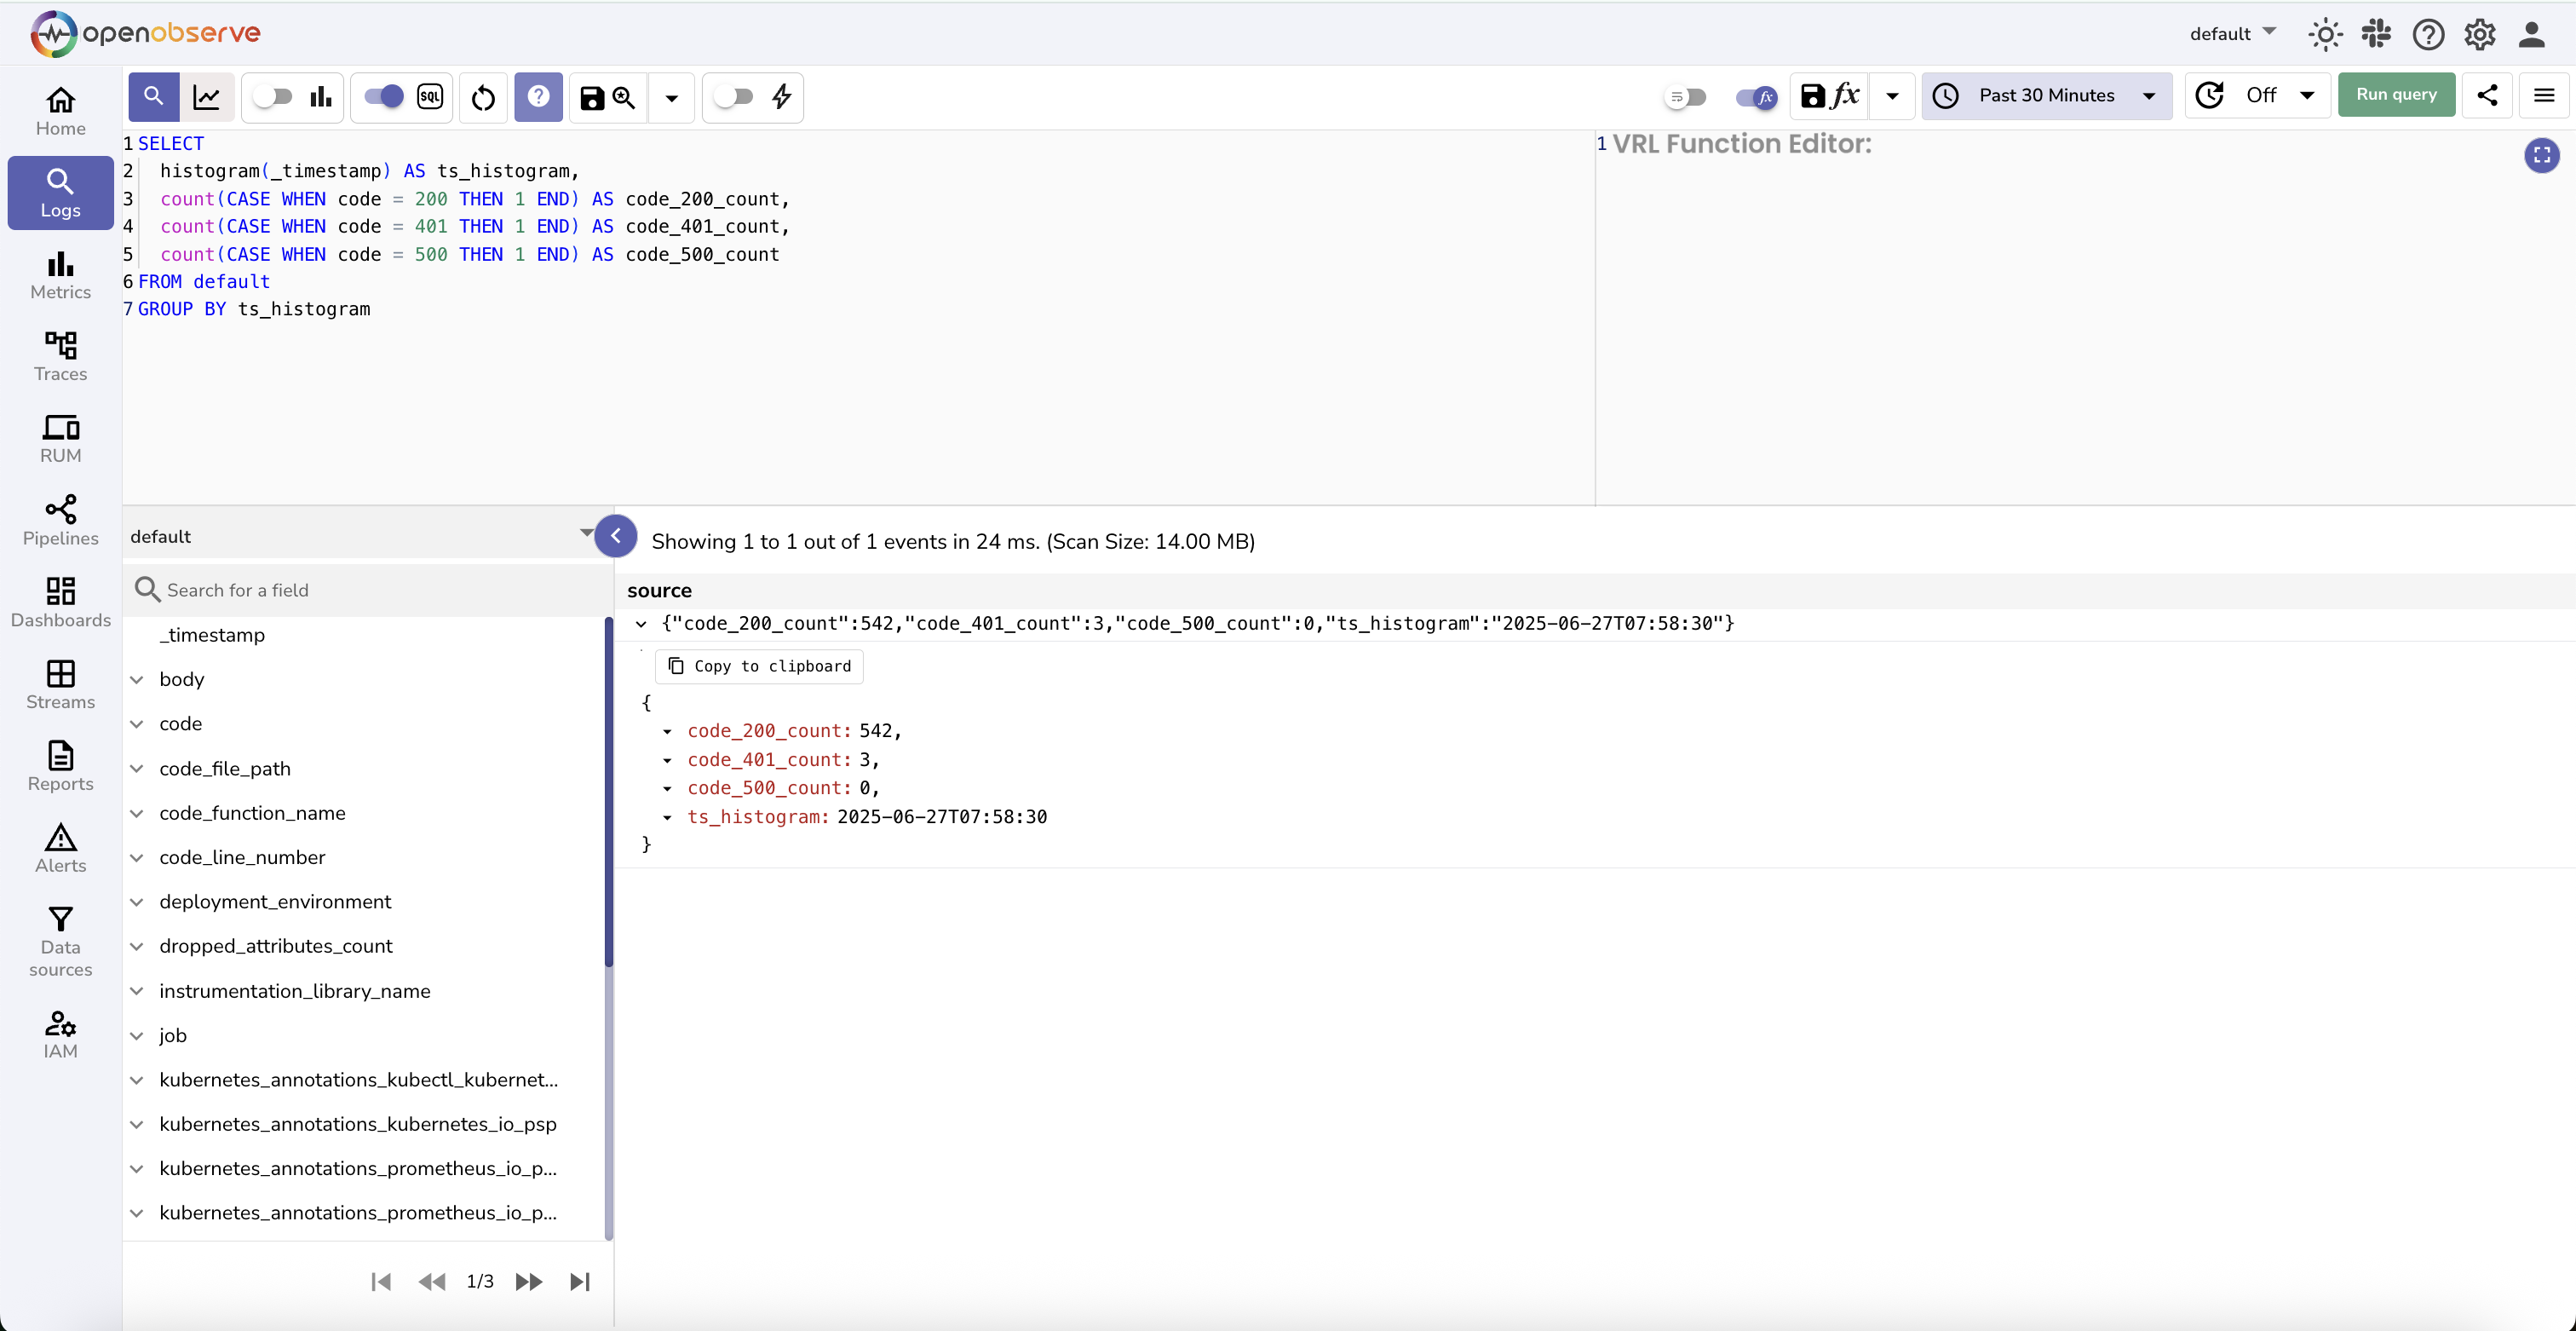 openobserve
default
Home
Logs
Metrics
Traces
RUM
Pipelines
Dashboards
Streams
Reports
Alerts
Data
sources
IAM
SQL
fx
fx
Past 30 Minutes
Off
Run query
1 SELECT
2 histogram(_timestamp) AS ts_histogram,
3 count(CASE WHEN code = 200 THEN 1 END) AS code_200_count,
4 count(CASE WHEN code = 401 THEN 1 END) AS code_401_count,
5 count(CASE WHEN code = 500 THEN 1 END) AS code_500_count
6 FROM default
7 GROUP BY ts_histogram
1 VRL Function Editor:
default
Search for a field
_timestamp
body
code
code_file_path
code_function_name
code_line_number
deployment_environment
dropped_attributes_count
instrumentation_library_name
job
kubernetes_annotations_kubectl_kubernet...
kubernetes_annotations_kubernetes_io_psp
kubernetes_annotations_prometheus_io_p...
kubernetes_annotations_prometheus_io_p...
1/3
Showing 1 to 1 out of 1 events in 24 ms. (Scan Size: 14.00 MB)
source
{"code_200_count":542,"code_401_count":3,"code_500_count":0,"ts_histogram":"2025-06-27T07:58:30"}
Copy to clipboard
{
code_200_count: 542,
code_401_count: 3,
code_500_count: 0,
ts_histogram: 2025-06-27T07:58:30
}